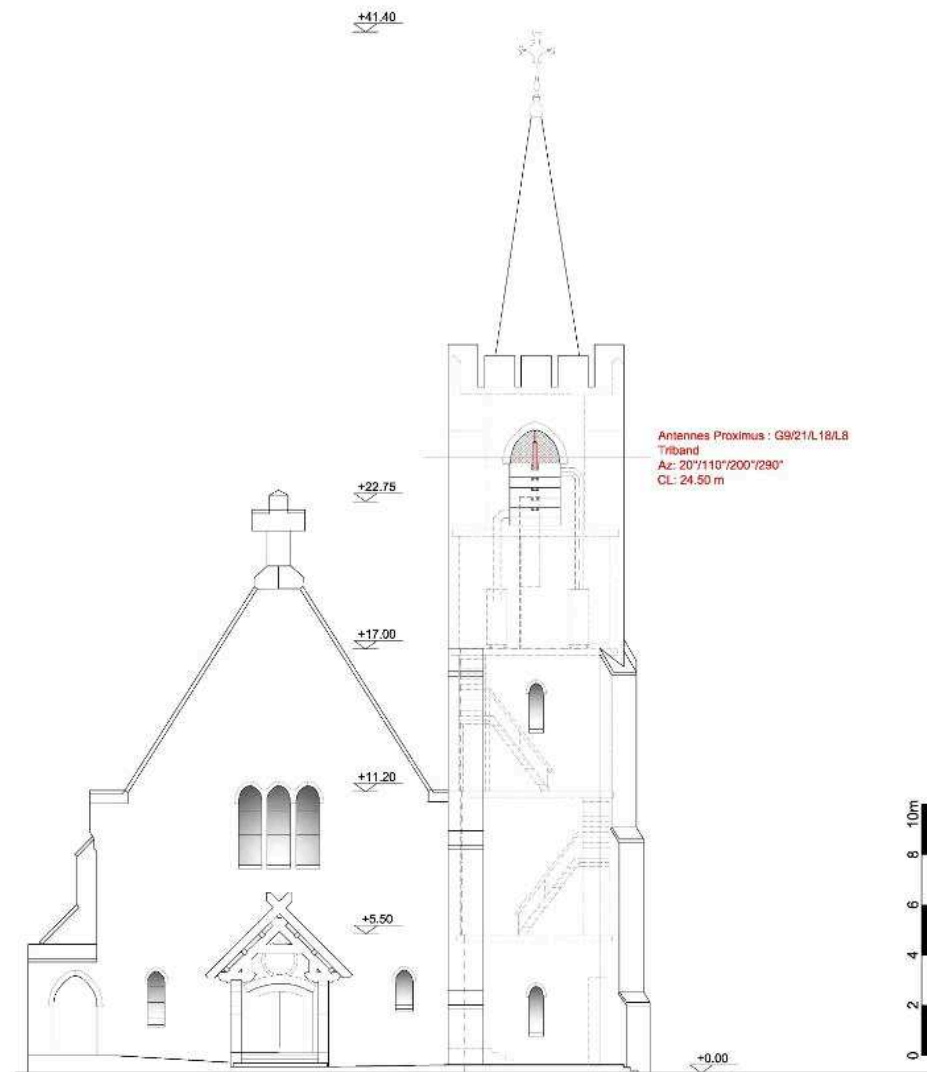 +41.40
Antennes Proximus : G9/21/L18/L8
Triband
Az: 20°/110°/200°/290°
CL: 24.50 m
+22.75
+17.00
+11.20
+5.50
+0.00
10m
8
6
4
2
0